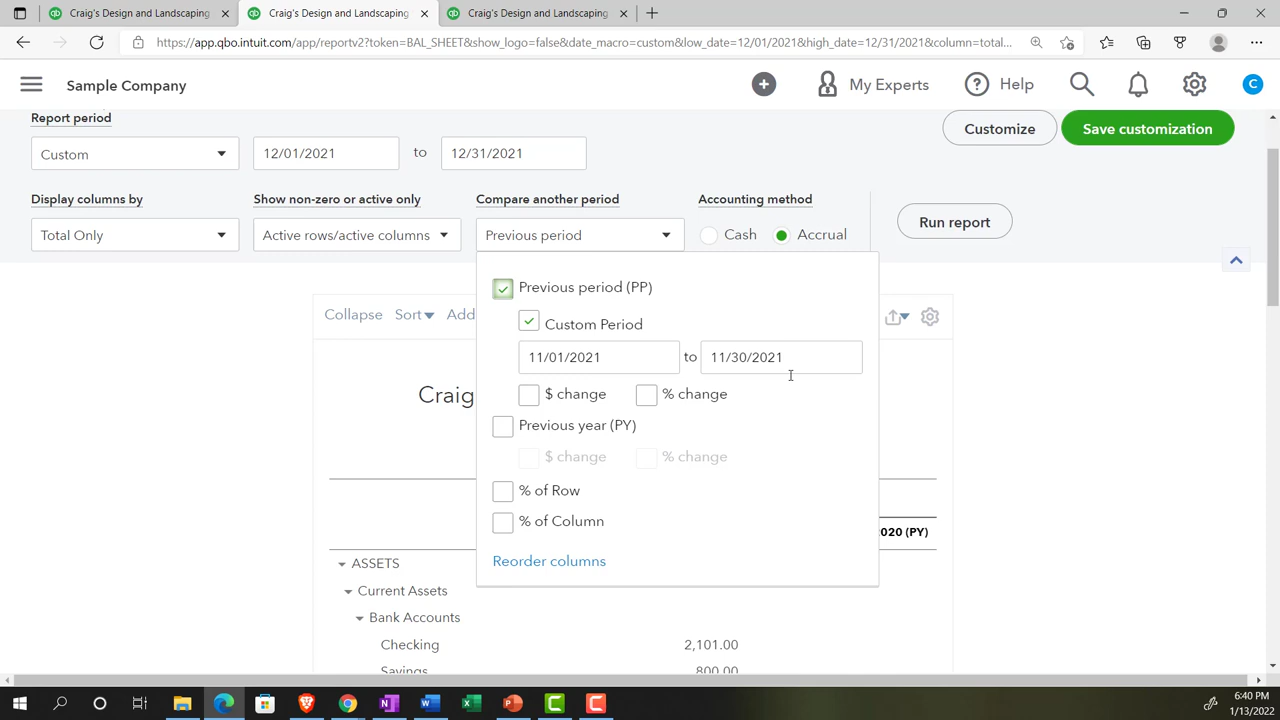 Craig's Design and Landscaping
Craig's Design and Landscaping
Craig's Design and Landscaping
https://app.qbo.intuit.com/app/reportv2?token=BAL_SHEET&show_logo=false&date_macro=custom&low_date=12/01/2021&high_date=12/31/2021&column=total...
Sample Company
My Experts
Help
C
Report period
Customize
Save customization
Custom
12/01/2021
to
12/31/2021
Display columns by
Show non-zero or active only
Compare another period
Accounting method
Total Only
Active rows/active columns
Previous period
Cash
Accrual
Run report
Previous period (PP)
Collapse
Sort
Add
Custom Period
11/01/2021
to
11/30/2021
Craig
$ change
% change
Previous year (PY)
$ change
% change
% of Row
% of Column
2020 (PY)
Reorder columns
ASSETS
Current Assets
Bank Accounts
Checking
2,101.00
Savings
800.00
6:40 PM
1/13/2022